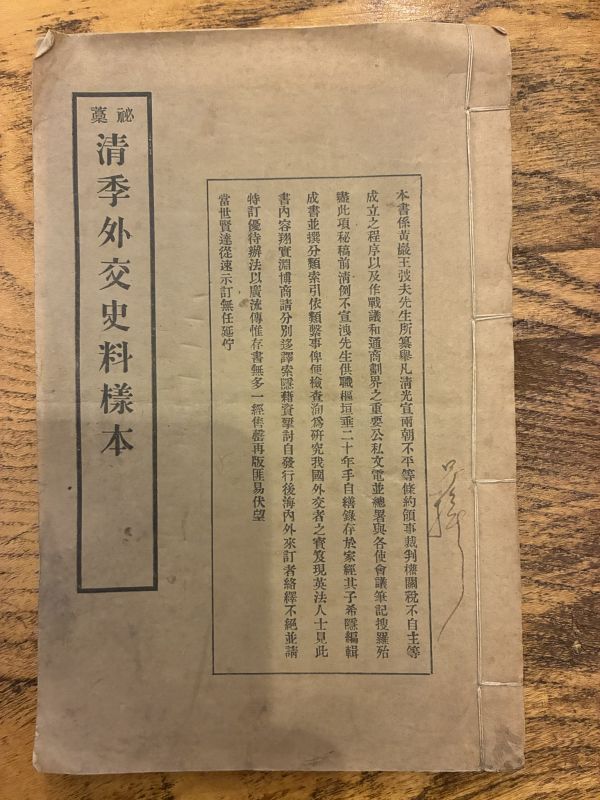 祕藁
清季外交史料樣本
本書係黃巖王弢夫先生所纂舉凡清光宣兩朝不平等條約領事裁判權關稅不自主等
成立之程序以及作戰議和通商劃界之重要公私文電並總署與各使會議筆記搜羅殆
盡此項秘稿前清例不宣洩先生供職樞垣垂二十年手自繕錄存於家經其子希隱編輯
成書並撰分類索引依類繫事俾便檢查洵爲研究我國外交者之寶笈現英法人士見此
書內容翔實淵博商請分別迻譯索隱藉資硏討自發行後海內外來訂者絡繹不絕並請
特訂優待辦法以廣流傳惟存書無多一經售罄再版匪易伏望
當世賢達從速示訂無任延佇